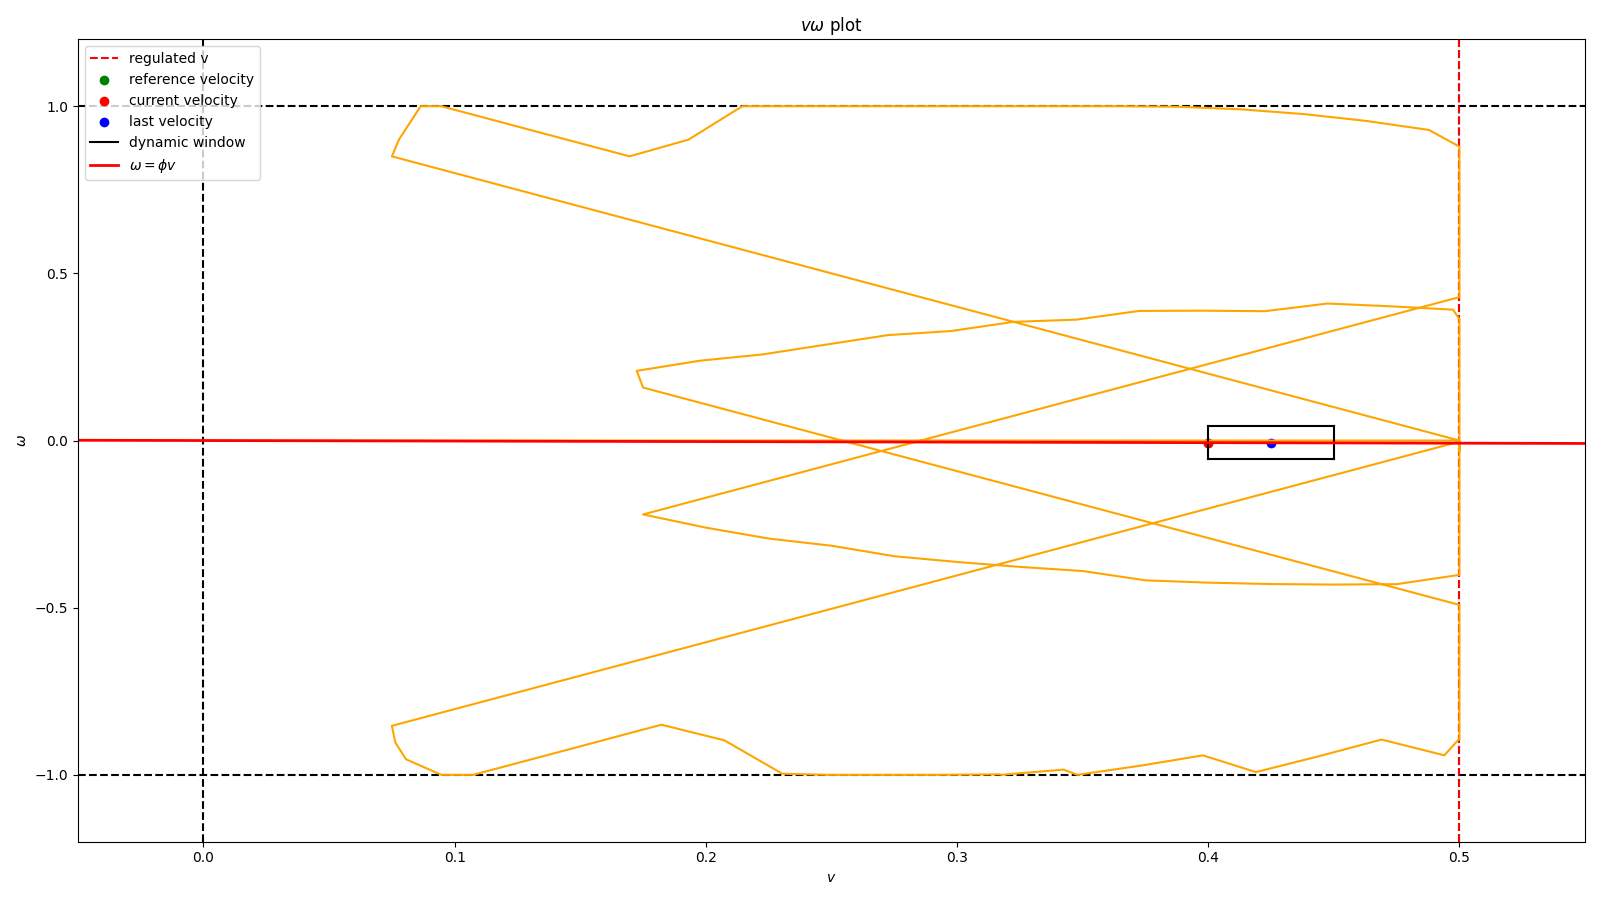 vω plot
regulated v
reference velocity
current velocity
last velocity
dynamic window
ω = ϕv
1.0
0.5
0.0
−0.5
−1.0
ω
0.0 0.1 0.2 0.3 0.4 0.5
v